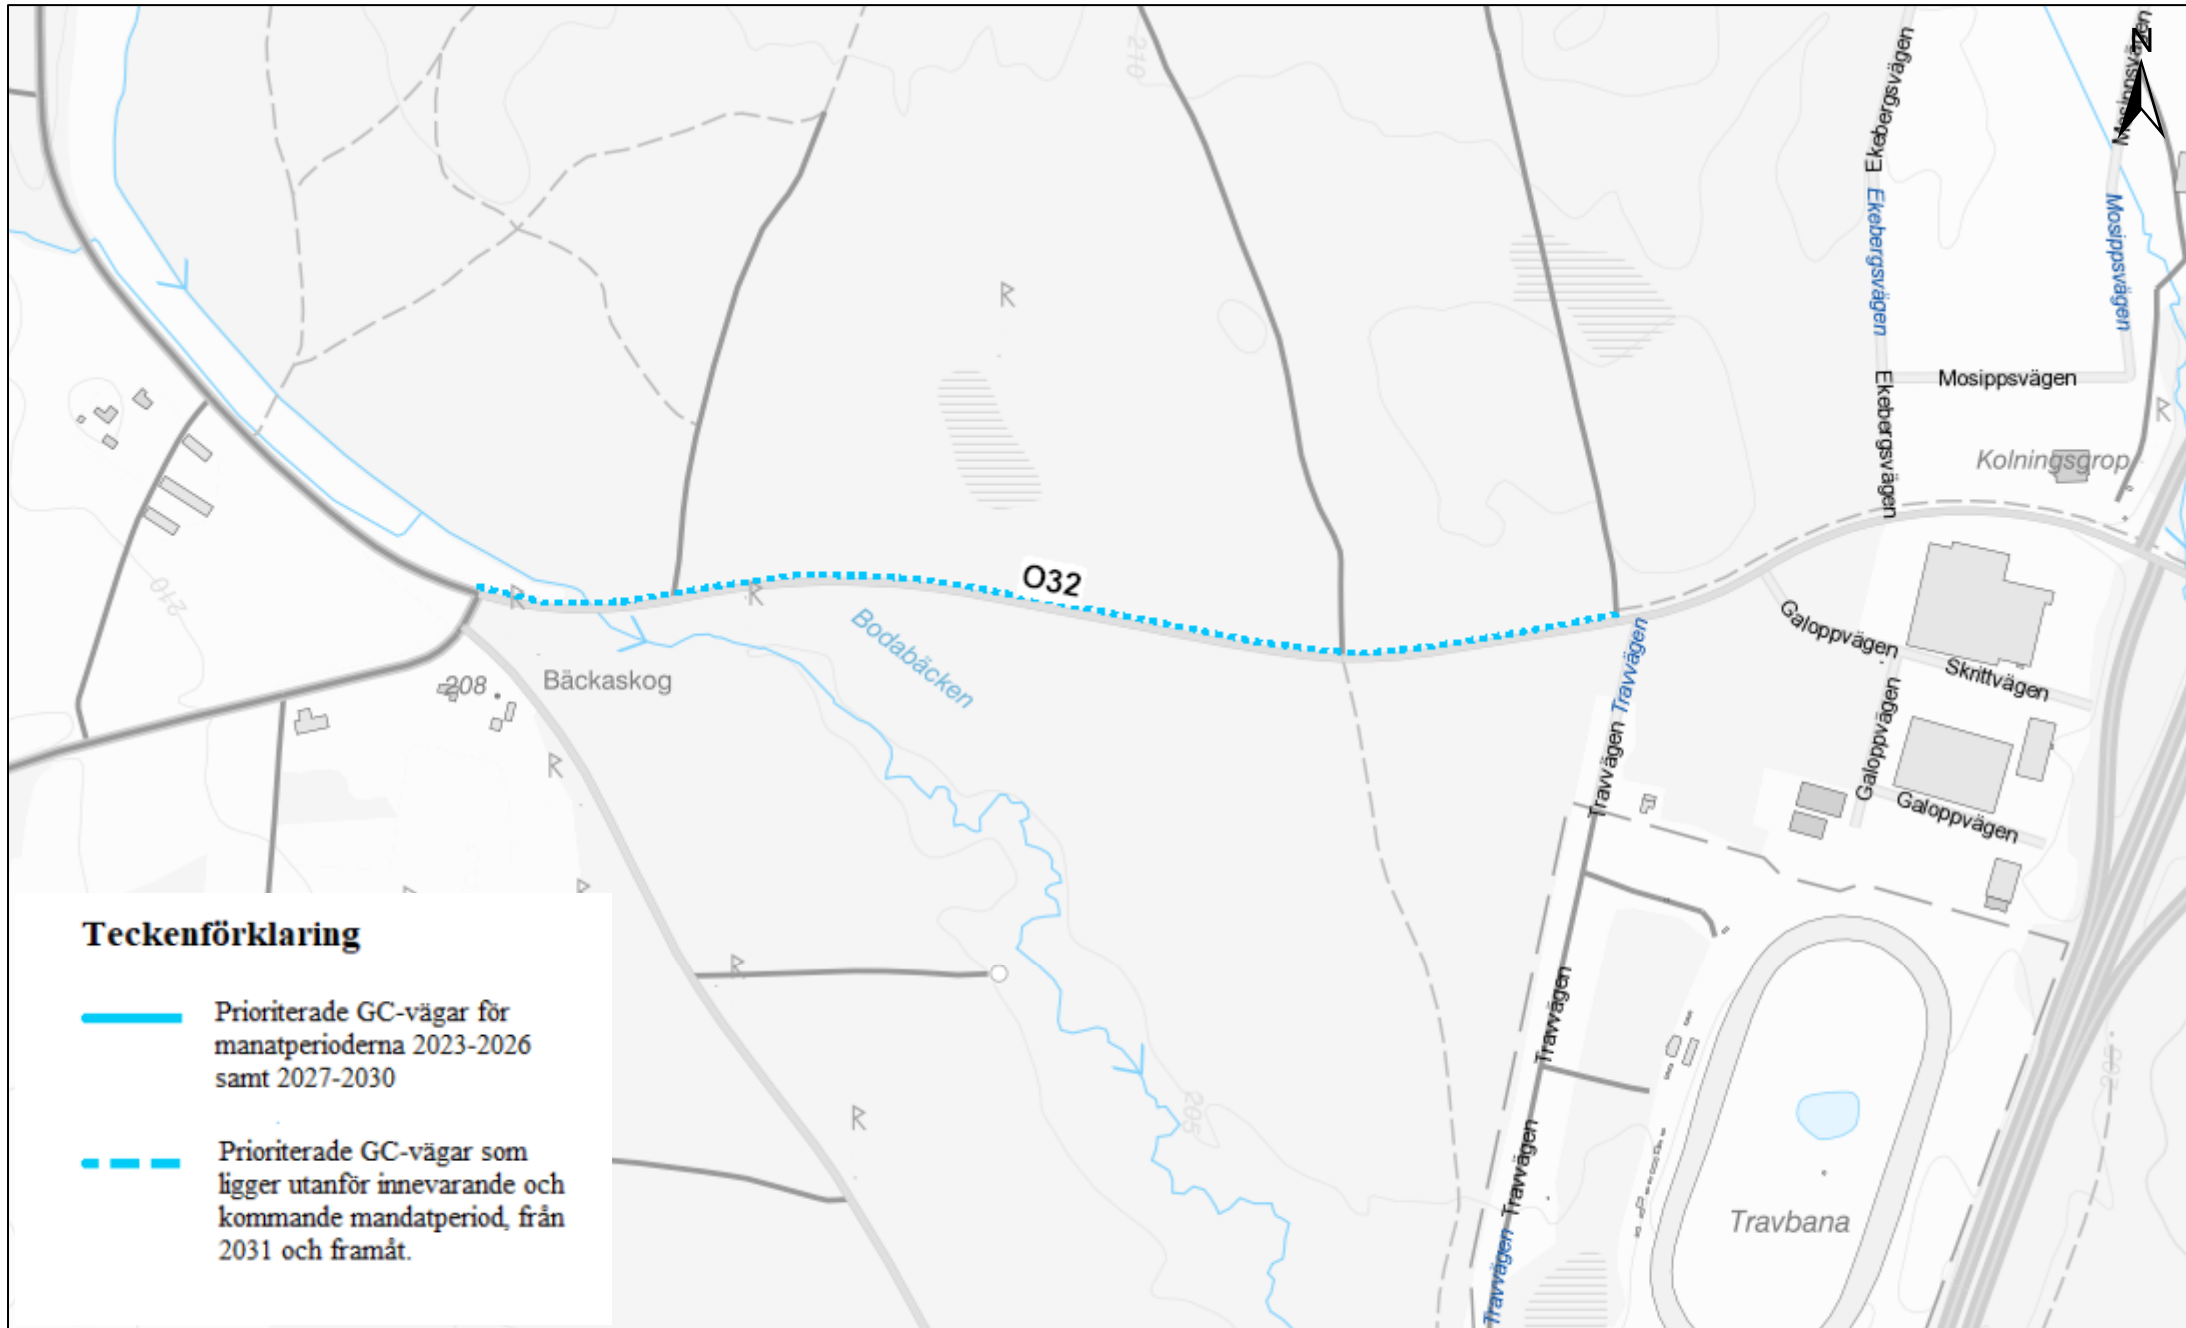 210
N
Mosippsvägen
Ekebergsvägen
Ekebergsvägen
Mosippsvägen
Mosippsvägen
Ekebergsvägen
Kolningsgrop
O32
210
Bodabäcken
Galoppvägen
Travvägen
Skrittvägen
208
Bäckaskog
Galoppvägen
Travvägen
Galoppvägen
Travvägen
205
Travvägen
Travbana
Travvägen
Teckenförklaring
Prioriterade GC-vägar för
manatperioderna 2023-2026
samt 2027-2030
Prioriterade GC-vägar som
ligger utanför innevarande och
kommande mandatperiod, från
2031 och framåt.